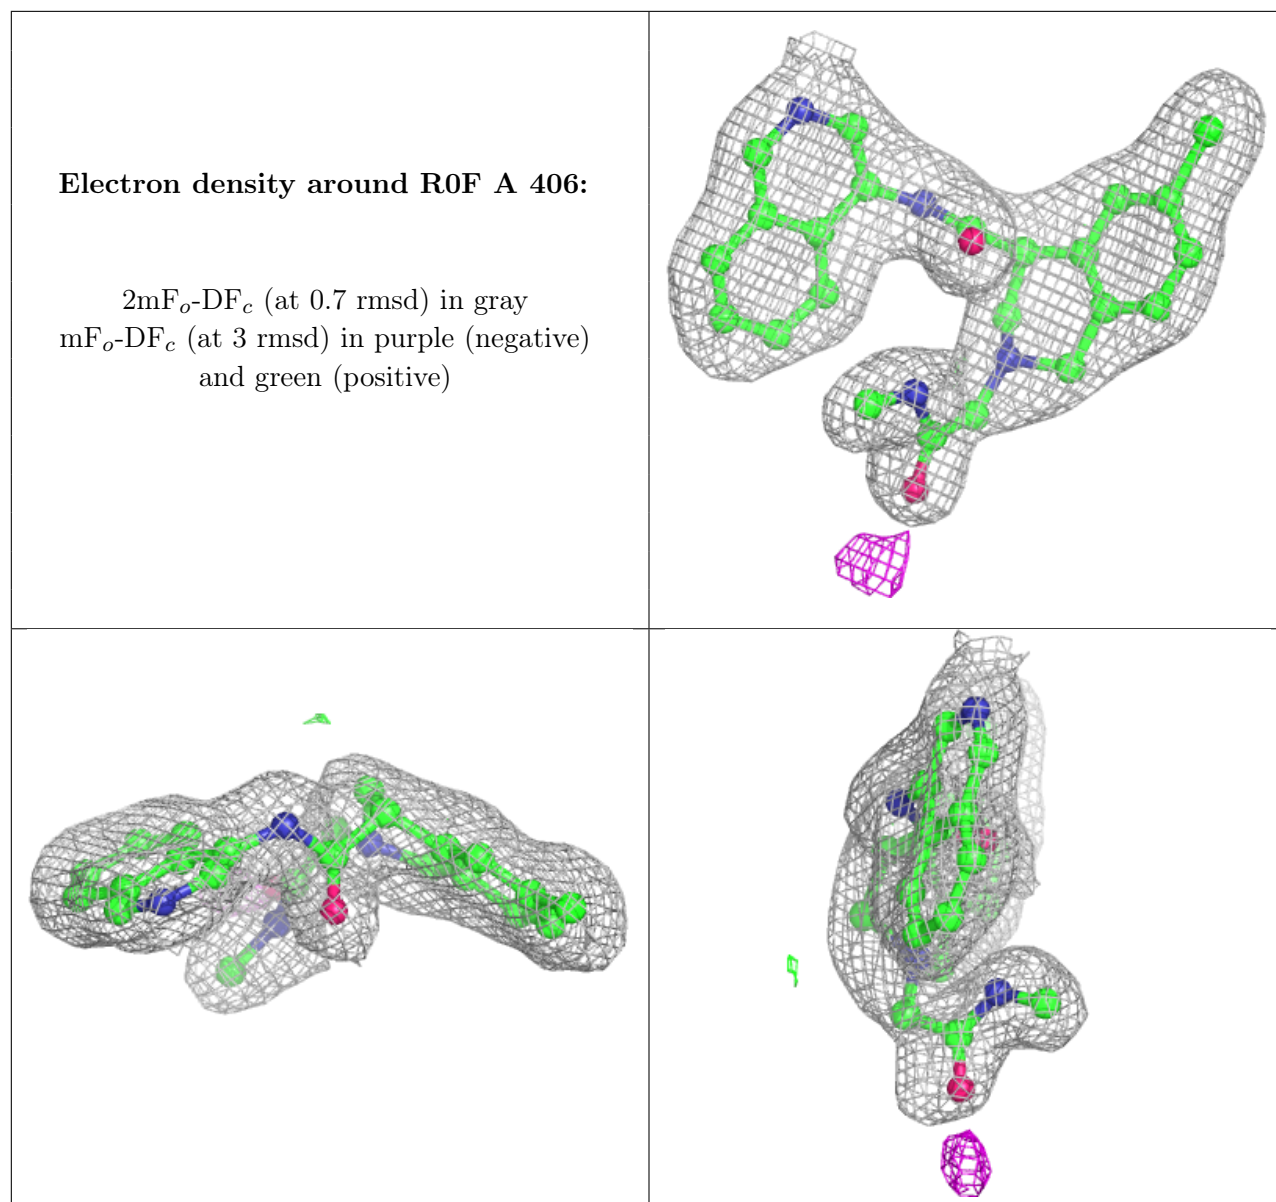 Electron density around R0F A 406:
2mFo-DFc (at 0.7 rmsd) in gray
mFo-DFc (at 3 rmsd) in purple (negative)
and green (positive)